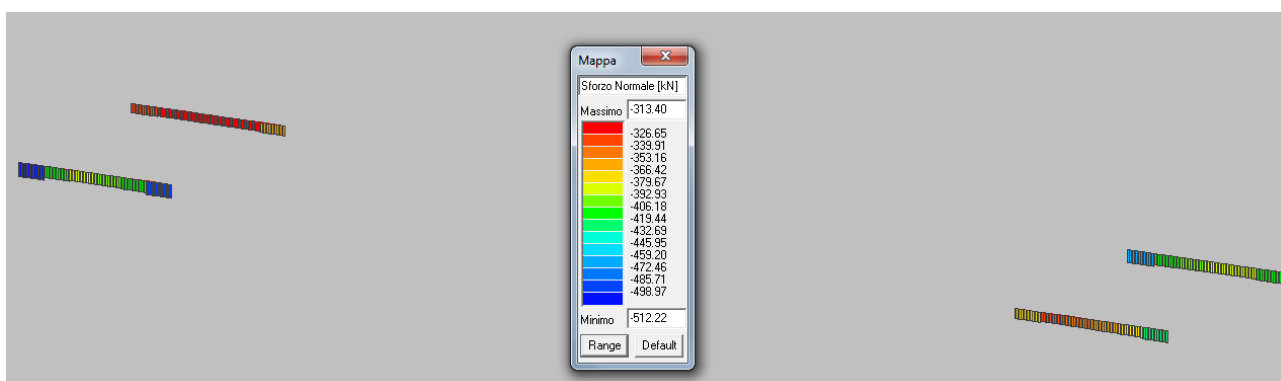 Mappa
Sforzo Normale [kN]
Massimo -313.40
-326.65
-339.91
-353.16
-366.42
-379.67
-392.93
-406.18
-419.44
-432.69
-445.95
-459.20
-472.46
-485.71
-498.97
Minimo -512.22
Range Default